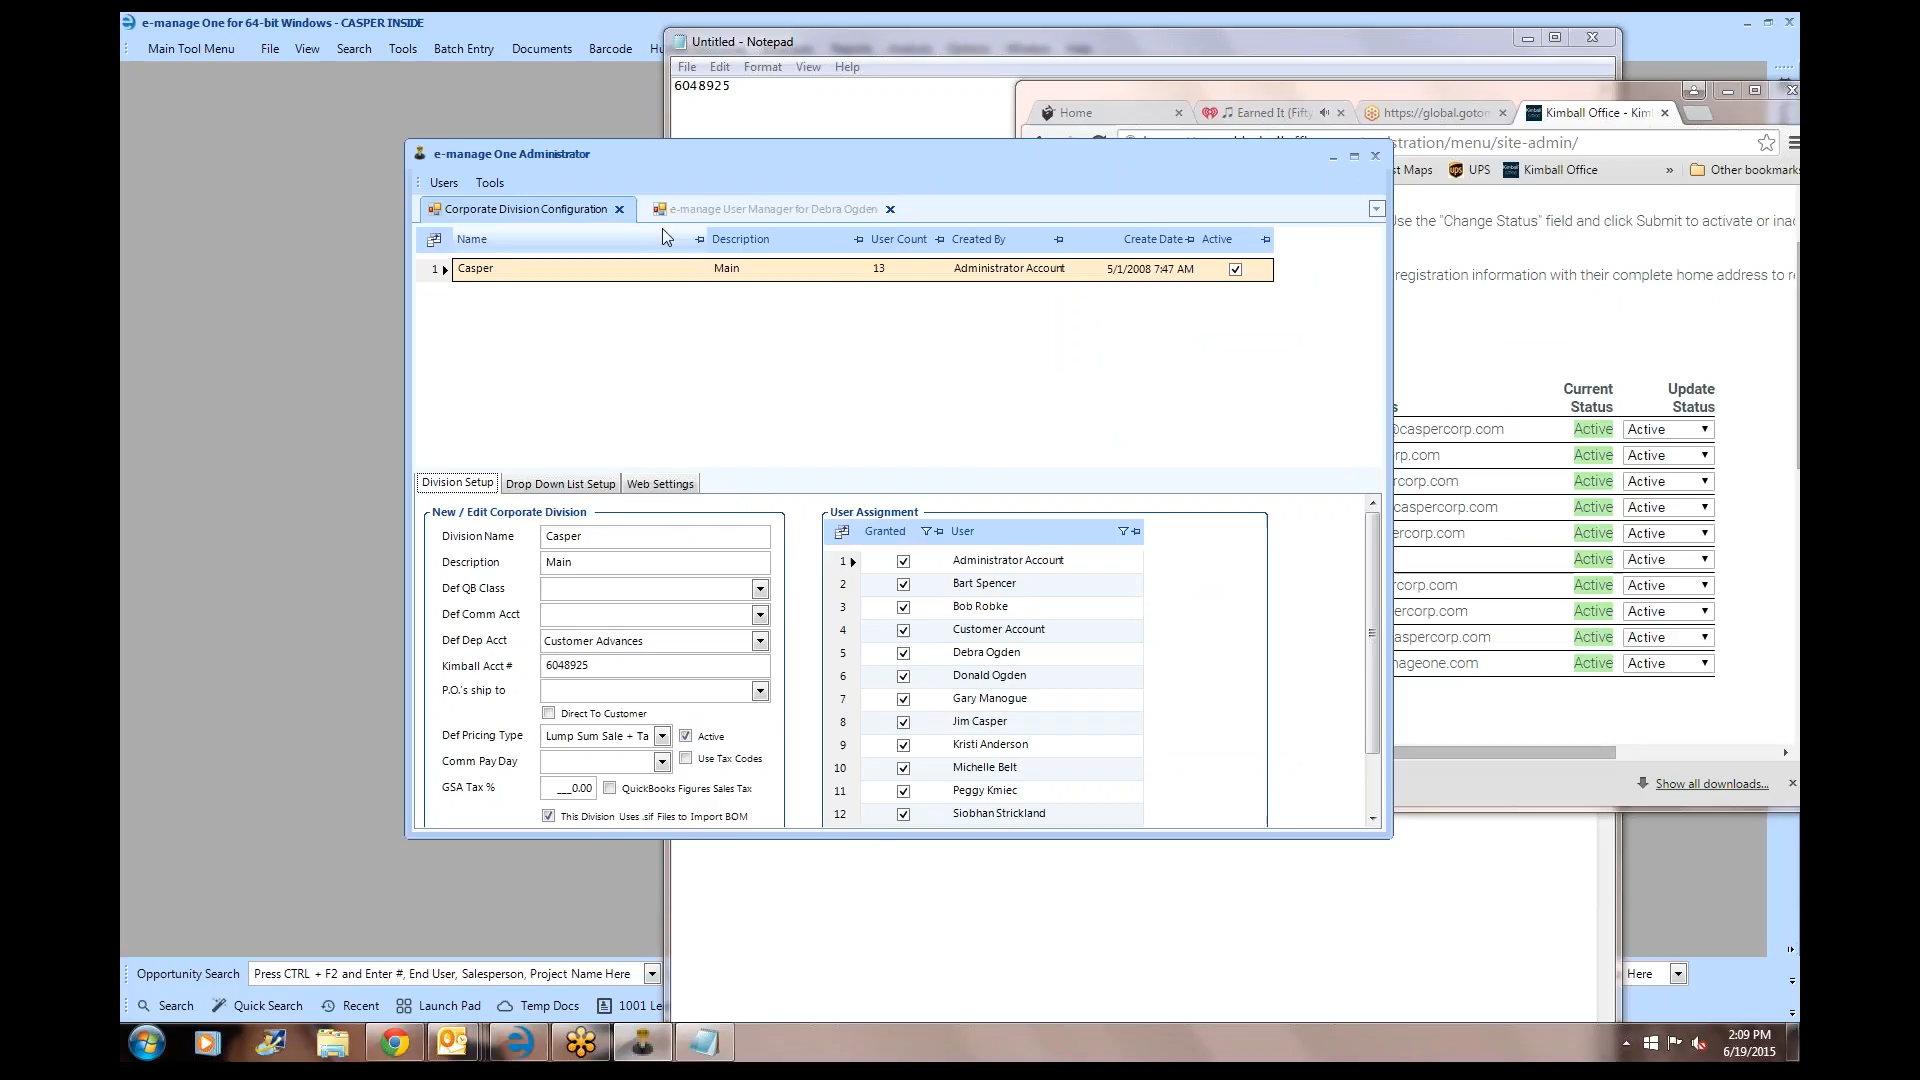 e-manage One for 64-bit Windows - CASPER INSIDE
Main Tool Menu File View Search Tools Batch Entry Documents Barcode
Untitled - Notepad
File Edit Format View Help
6048925
Home Earned It (Fifty https://global.gotom Kimball Office - Kim
stration/menu/site-admin/
st Maps UPS Kimball Office » Other bookmarks
e-manage One Administrator
Users Tools
Corporate Division Configuration e-manage User Manager for Debra Ogden
Name Description User Count Created By Create Date Active
1 Casper Main 13 Administrator Account 5/1/2008 7:47 AM
Division Setup Drop Down List Setup Web Settings
New / Edit Corporate Division
Division Name Casper
Description Main
Def QB Class
Def Comm Acct
Def Dep Acct Customer Advances
Kimball Acct # 6048925
P.O.'s ship to
Direct To Customer
Def Pricing Type Lump Sum Sale + Ta Active
Comm Pay Day Use Tax Codes
GSA Tax % ___0.00 QuickBooks Figures Sales Tax
This Division Uses .sif Files to Import BOM
User Assignment
Granted User
1 Administrator Account
2 Bart Spencer
3 Bob Robke
4 Customer Account
5 Debra Ogden
6 Donald Ogden
7 Gary Manogue
8 Jim Casper
9 Kristi Anderson
10 Michelle Belt
11 Peggy Kmiec
12 Siobhan Strickland
Use the "Change Status" field and click Submit to activate or inac
registration information with their complete home address to re
Current Status Update Status
@caspercorp.com Active Active
rp.com Active Active
rcorp.com Active Active
caspercorp.com Active Active
ercorp.com Active Active
Active Active
rcorp.com Active Active
ercorp.com Active Active
aspercorp.com Active Active
nageone.com Active Active
Show all downloads...
Opportunity Search Press CTRL + F2 and Enter #, End User, Salesperson, Project Name Here
Here
Search Quick Search Recent Launch Pad Temp Docs 1001 Le
2:09 PM
6/19/2015